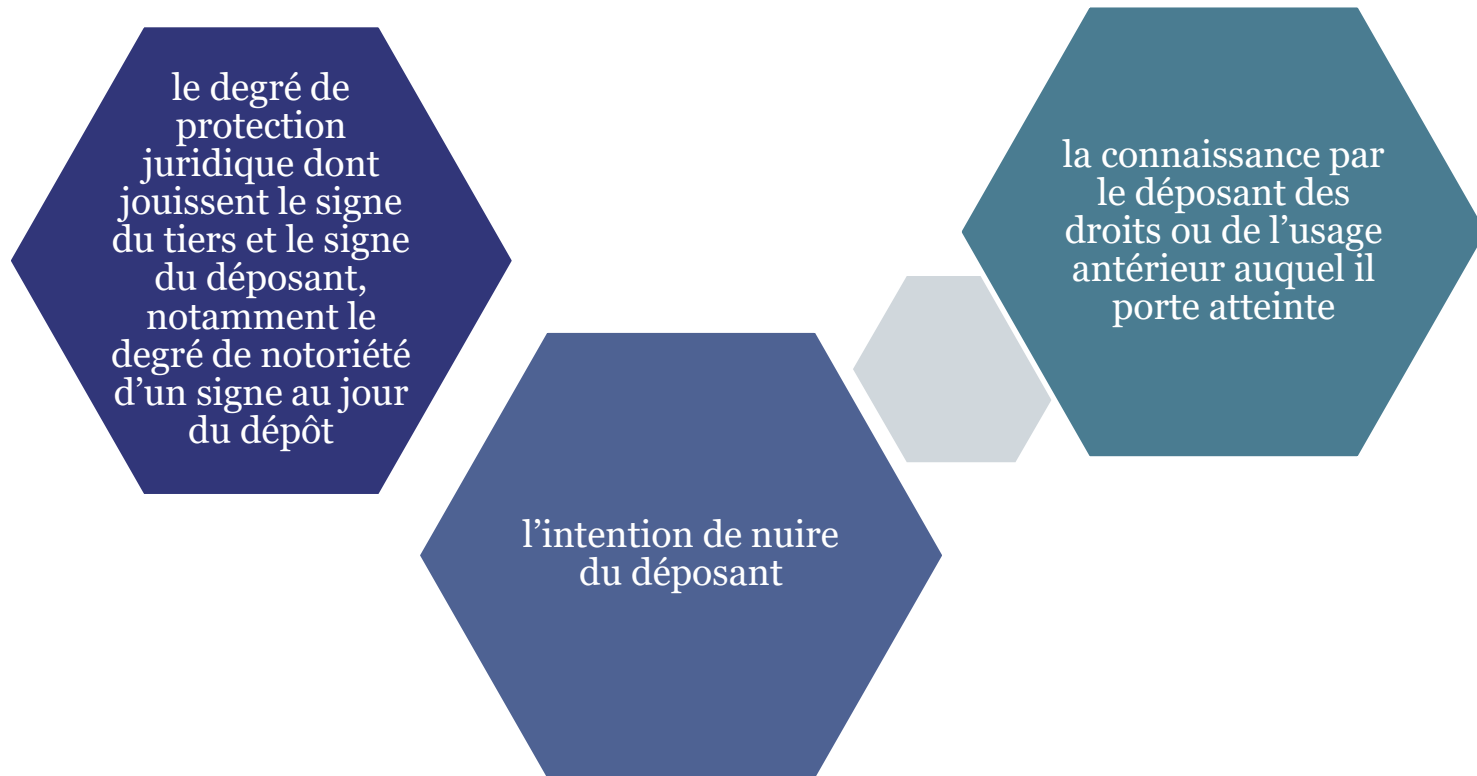 le degré de
protection
juridique dont
jouissent le signe
du tiers et le signe
du déposant,
notamment le
degré de notoriété
d’un signe au jour
du dépôt
l’intention de nuire
du déposant
la connaissance par
le déposant des
droits ou de l’usage
antérieur auquel il
porte atteinte